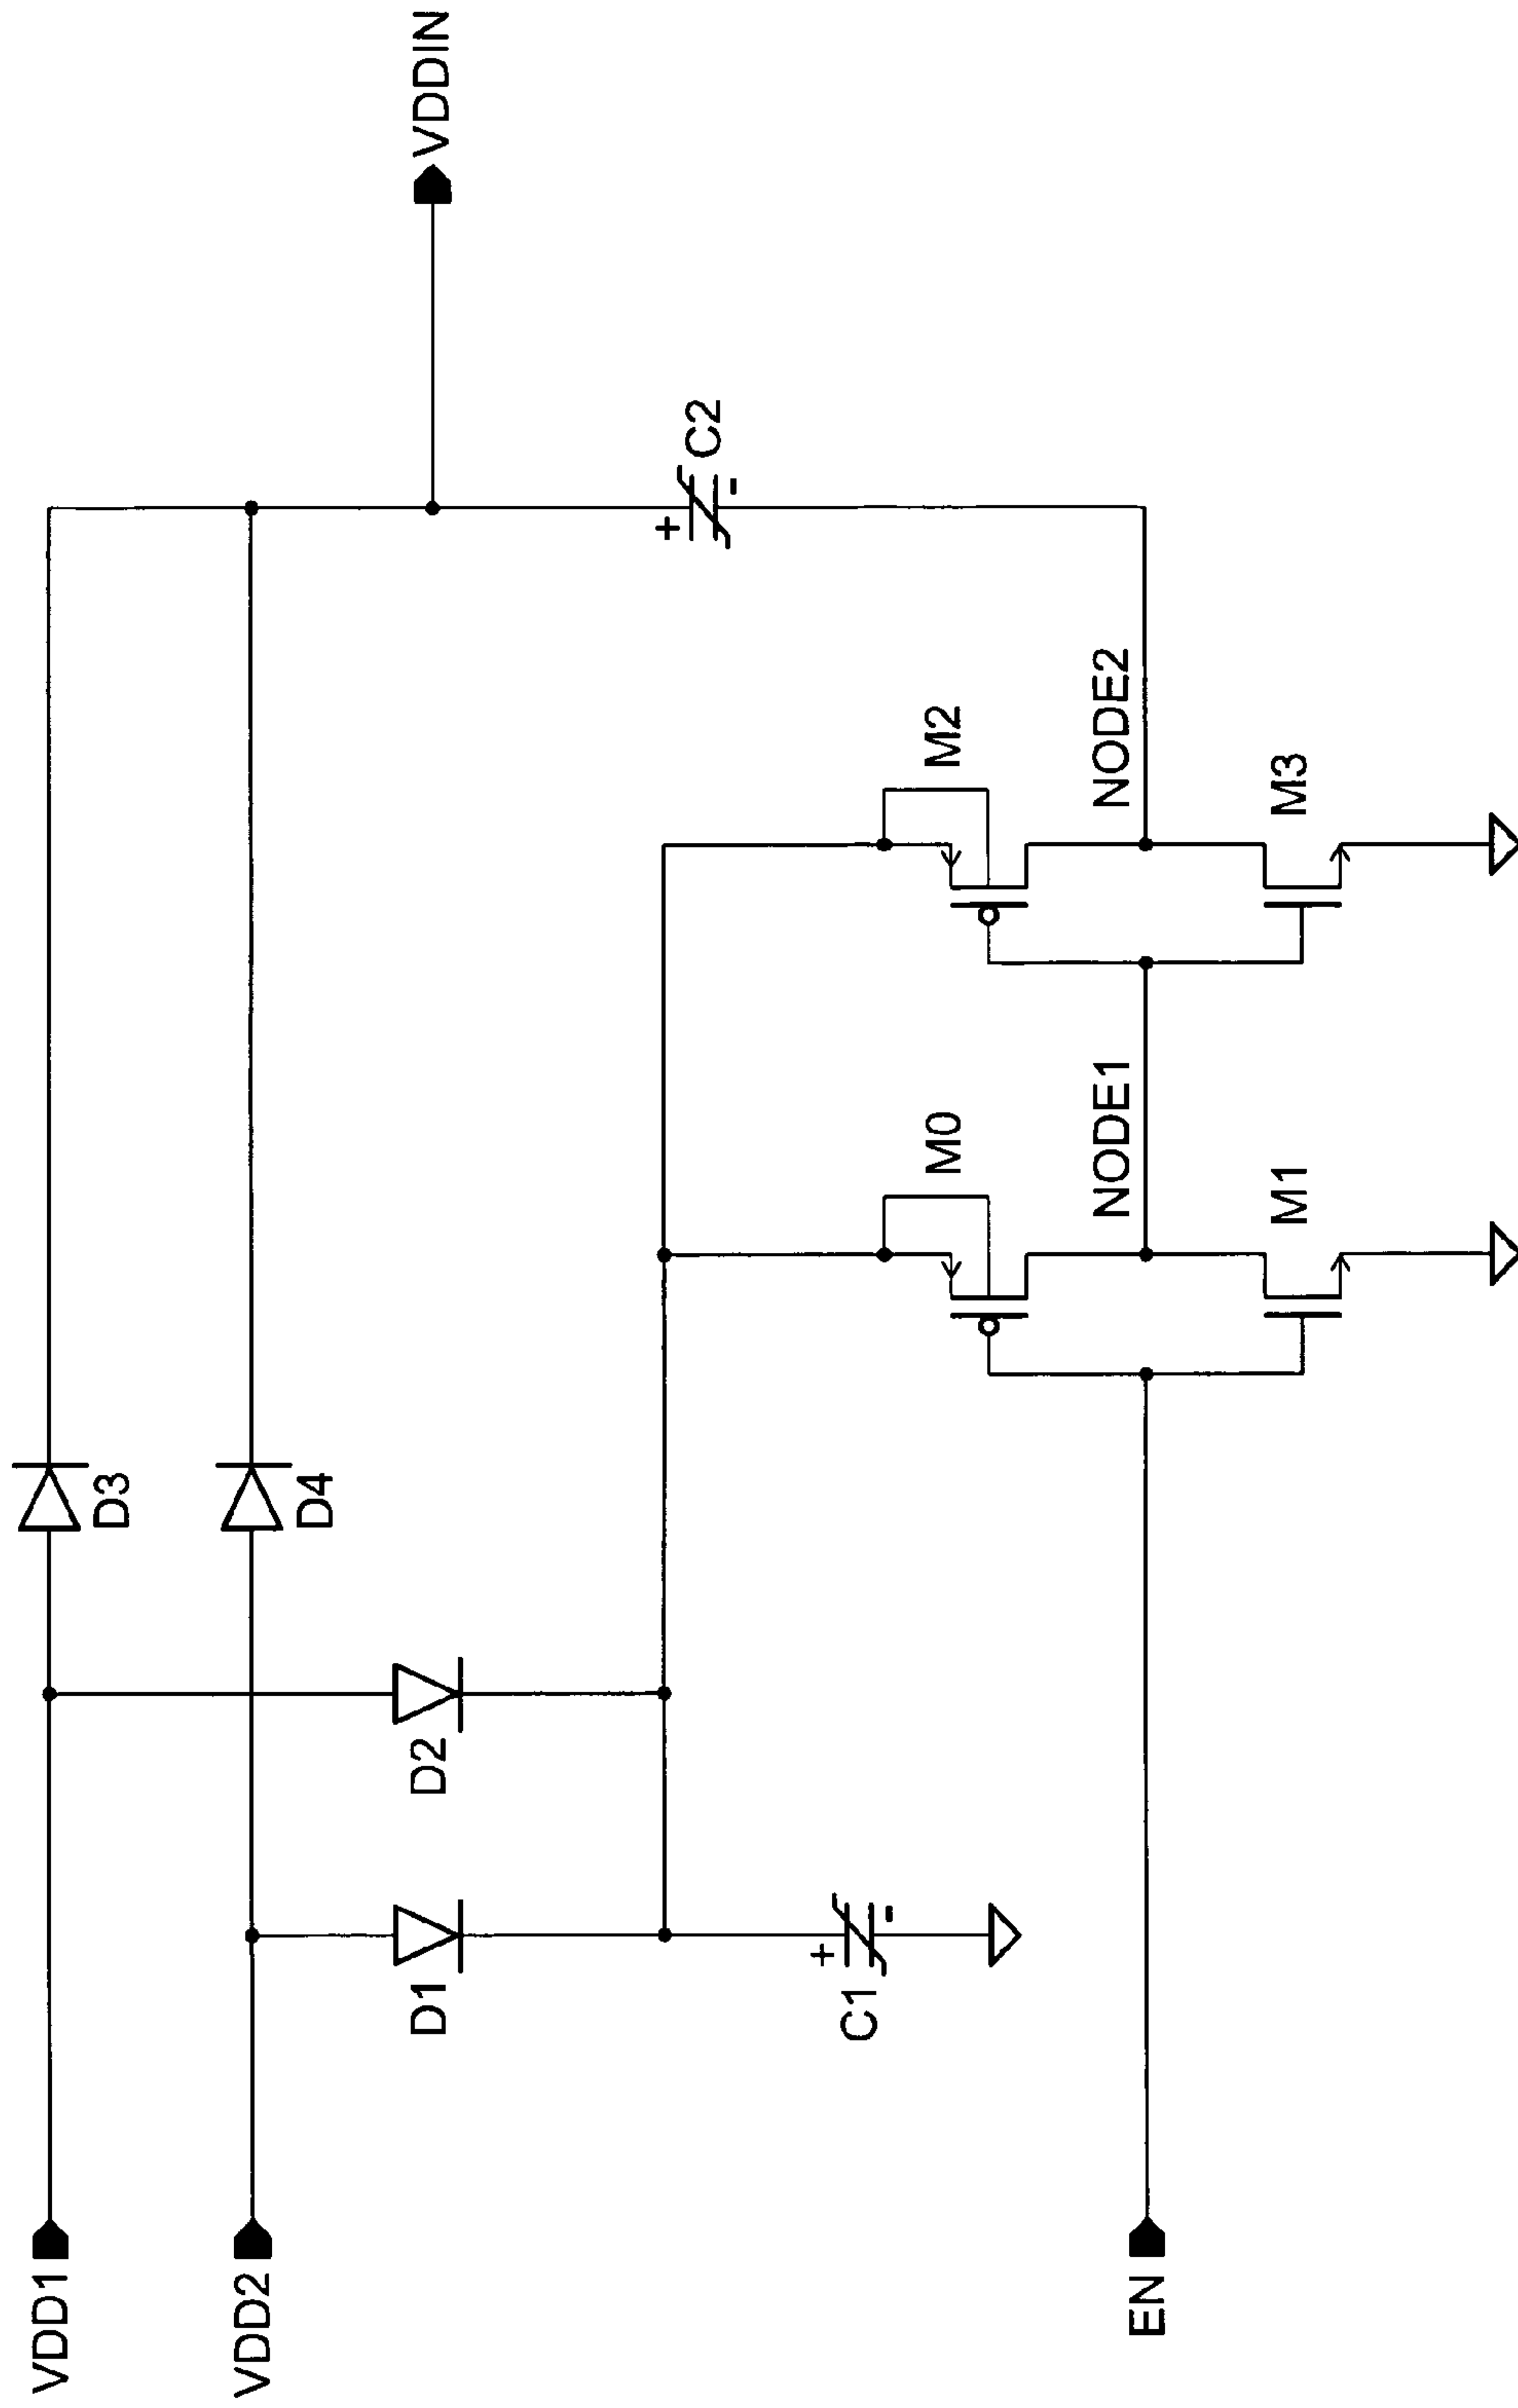 VDD1
VDD2
EN
D3
D4
D2
D1
C1
M0
M2
NODE1
NODE2
M1
M3
+
-
+
-
C2
VDDIN